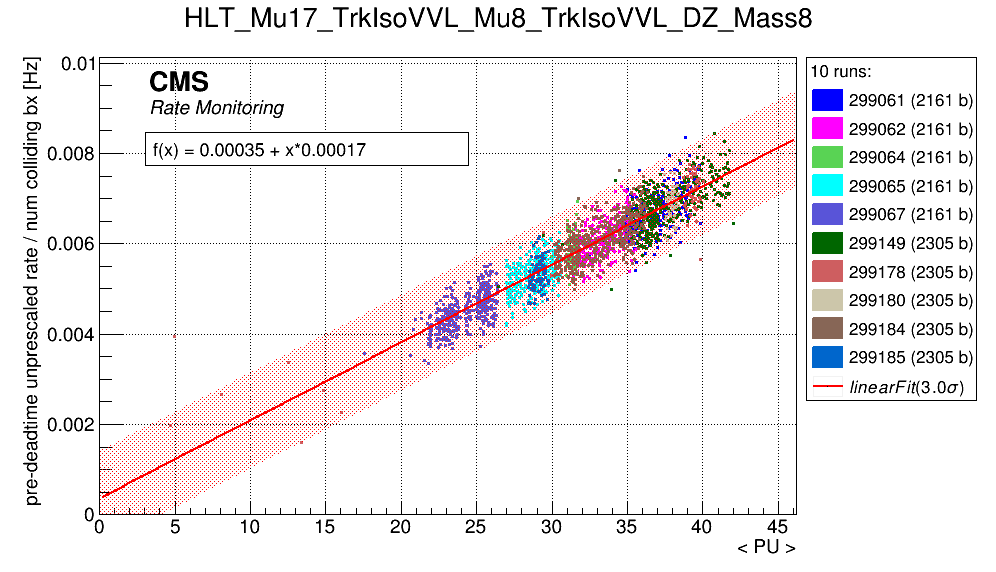 HLT_Mu17_TrkIsoVVL_Mu8_TrkIsoVVL_DZ_Mass8
pre-deadtime unprescaled rate / num colliding bx [Hz]
0.01
0.008
0.006
0.004
0.002
0
CMS
Rate Monitoring
f(x) = 0.00035 + x*0.00017
0 5 10 15 20 25 30 35 40 45
< PU >
10 runs:
299061 (2161 b)
299062 (2161 b)
299064 (2161 b)
299065 (2161 b)
299067 (2161 b)
299149 (2305 b)
299178 (2305 b)
299180 (2305 b)
299184 (2305 b)
299185 (2305 b)
linearFit(3.0σ)